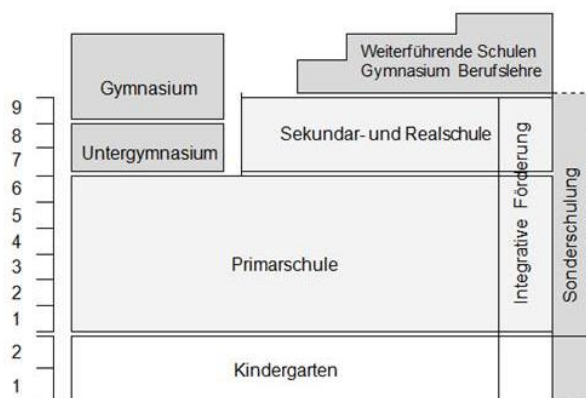 Weiterführende Schulen
Gymnasium Berufslehre
Gymnasium
9
8
7
Untergymnasium
Sekundar- und Realschule
6
5
4
3
2
1
Primarschule
Integrative Förderung
Sonderschulung
2
1
Kindergarten